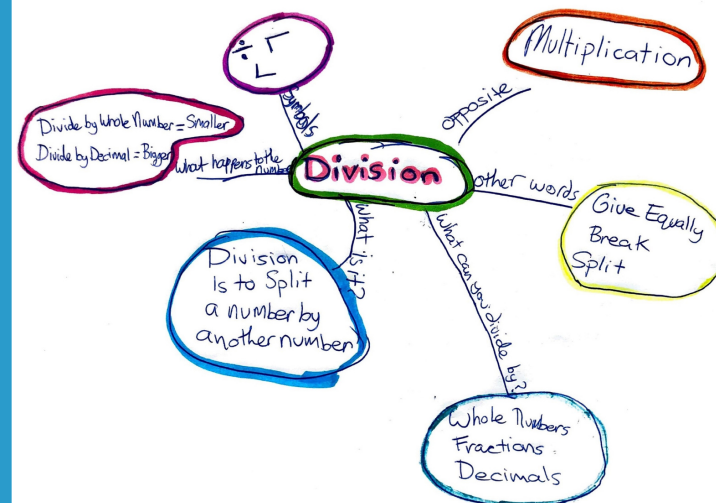 ÷
Symbols
Multiplication
opposite
Divide by Whole Number = Smaller
Divide by Decimal = Bigger
what happens to the
number
Division
other words
Give Equally
Break
Split
what is it?
Division
Is to Split
a number by
another number
What can you divide by?
Whole Numbers
Fractions
Decimals